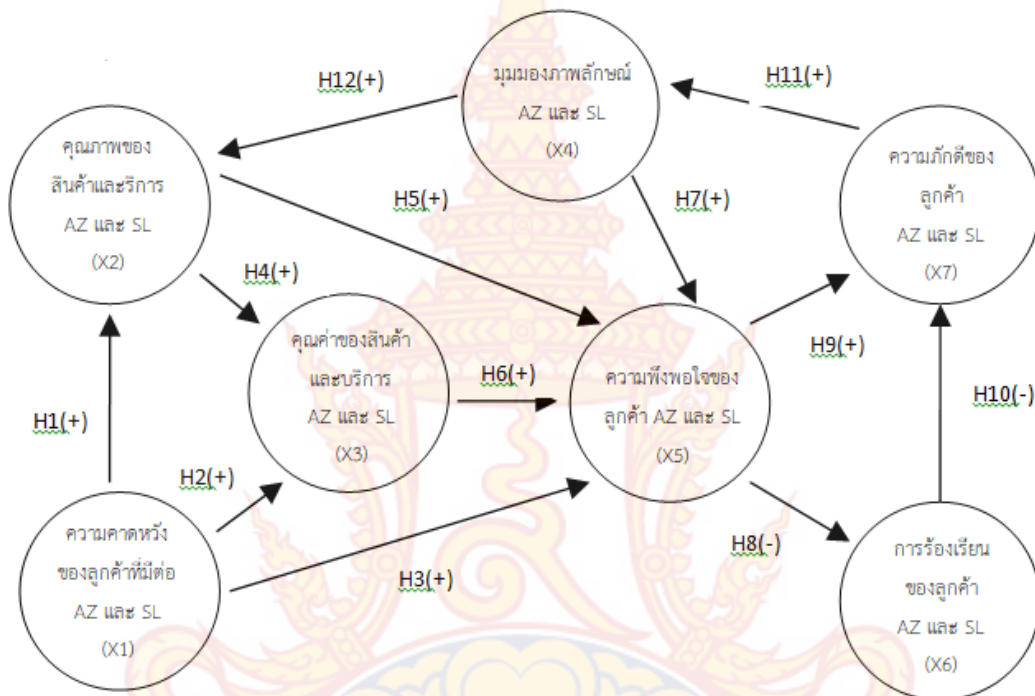 H12(+)
มุมมองภาพลักษณ์
AZ และ SL
(X4)
H11(+)
คุณภาพของ
สินค้าและริการ
AZ และ SL
(X2)
ความภักดีของ
ลูกค้า
AZ และ SL
(X7)
H5(+)
H7(+)
H4(+)
คุณค่าของสินค้า
และบริการ
AZ และ SL
(X3)
H6(+)
ความพึงพอใจของ
ลูกค้า AZ และ SL
(X5)
H9(+)
H10(-)
H1(+)
H2(+)
ความคาดหวัง
ของลูกค้าที่มีต่อ
AZ และ SL
(X1)
H3(+)
H8(-)
การร้องเรียน
ของลูกค้า
AZ และ SL
(X6)